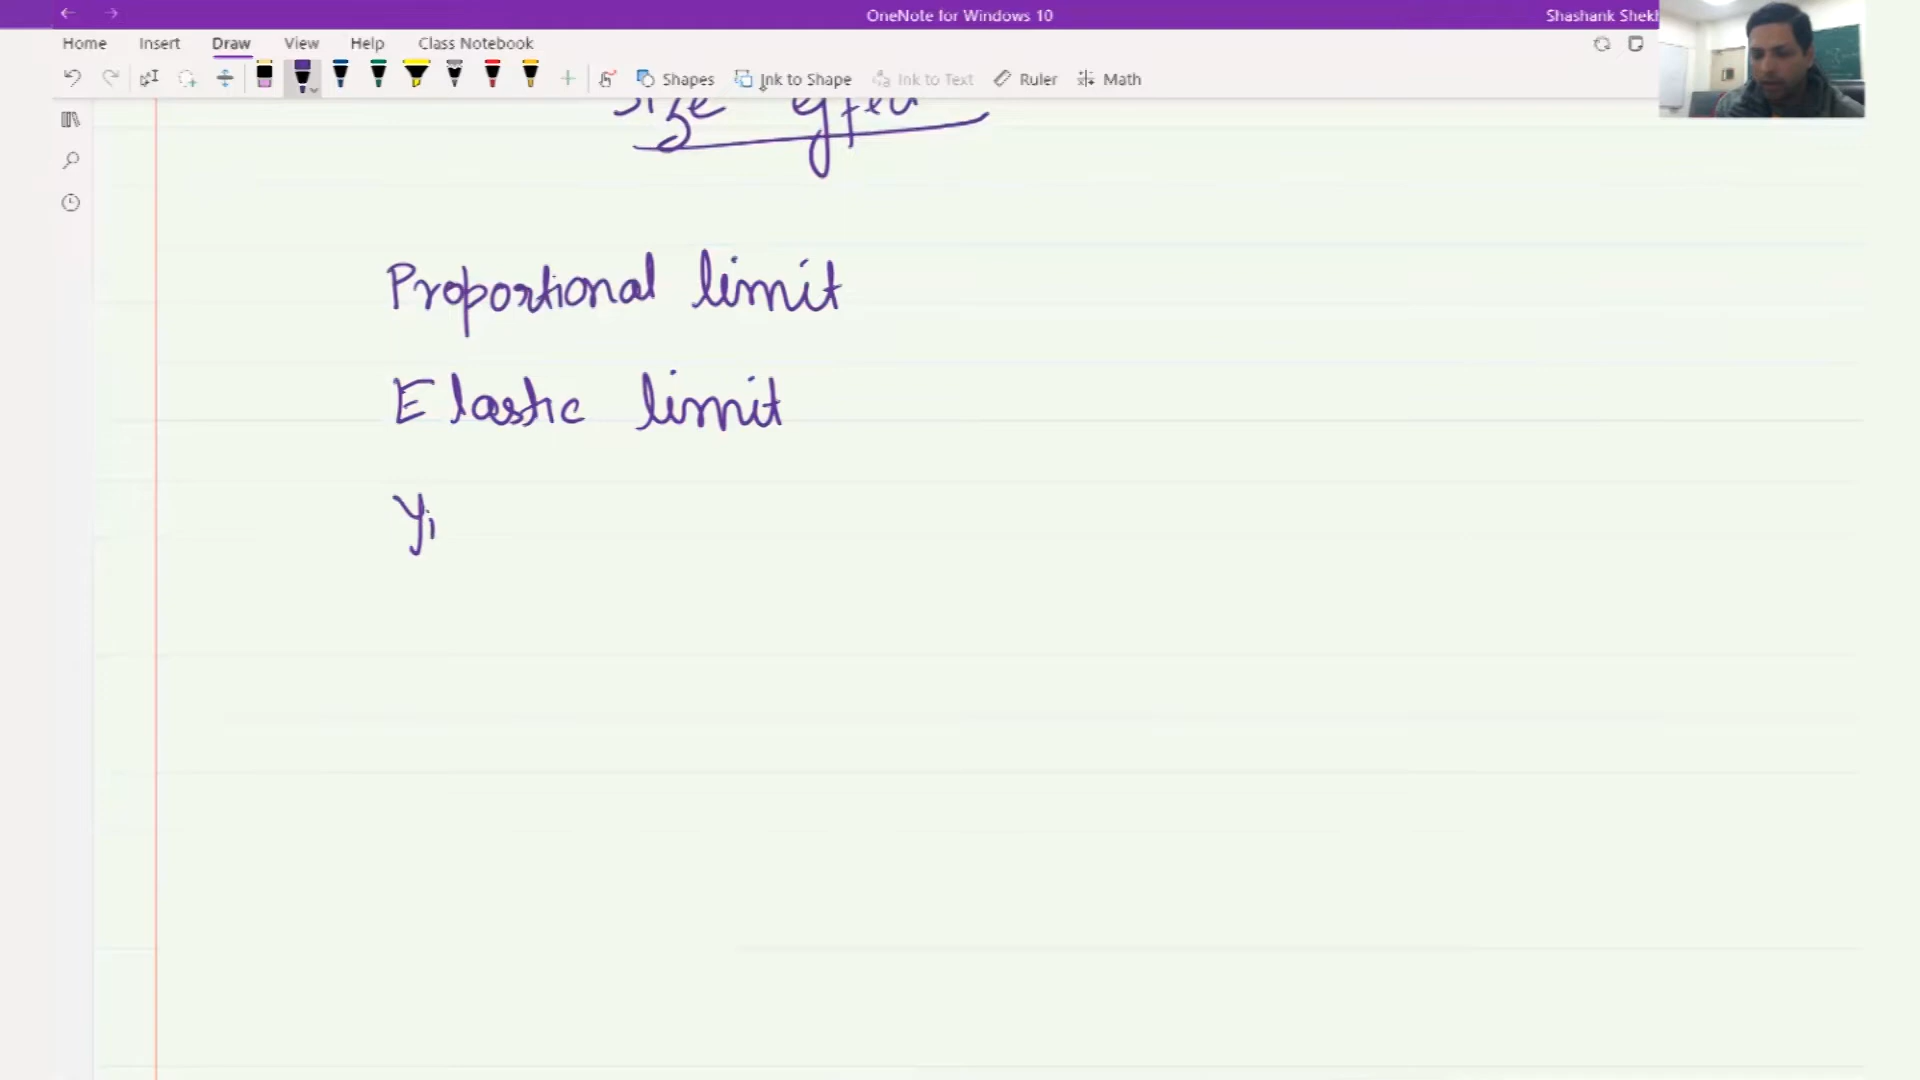 OneNote for Windows 10
Shashank Shekh
Home Insert Draw View Help Class Notebook
Shapes Ink to Shape Ink to Text Ruler Math
Size
Proportional limit
Elastic limit
Yi